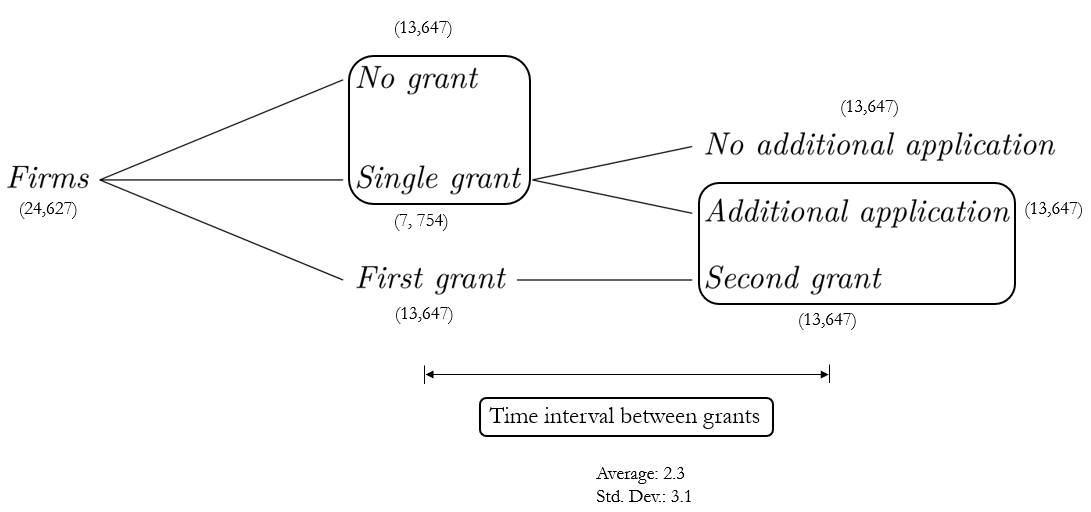 (13,647)
No grant
(13,647)
No additional application
Firms
(24,627)
Single grant
(7, 754)
Additional application
(13,647)
First grant
(13,647)
Second grant
(13,647)
Time interval between grants
Average: 2.3
Std. Dev.: 3.1